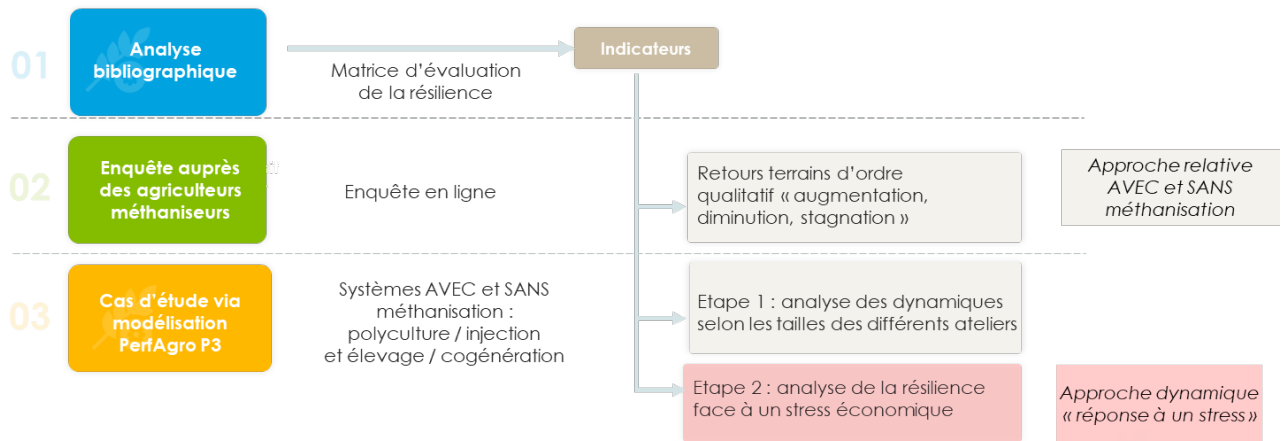 01
Analyse
bibliographique
Matrice d'évaluation
de la résilience
Indicateurs
02
Enquête auprès
des agriculteurs
méthaniseurs
Enquête en ligne
Retours terrains d'ordre
qualitatif « augmentation,
diminution, stagnation »
Approche relative
AVEC et SANS
méthanisation
03
Cas d'étude via
modélisation
PerfAgro P3
Systèmes AVEC et SANS
méthanisation :
polyculture / injection
et élevage / cogénération
Etape 1 : analyse des dynamiques
selon les tailles des différents ateliers
Etape 2 : analyse de la résilience
face à un stress économique
Approche dynamique
« réponse à un stress »